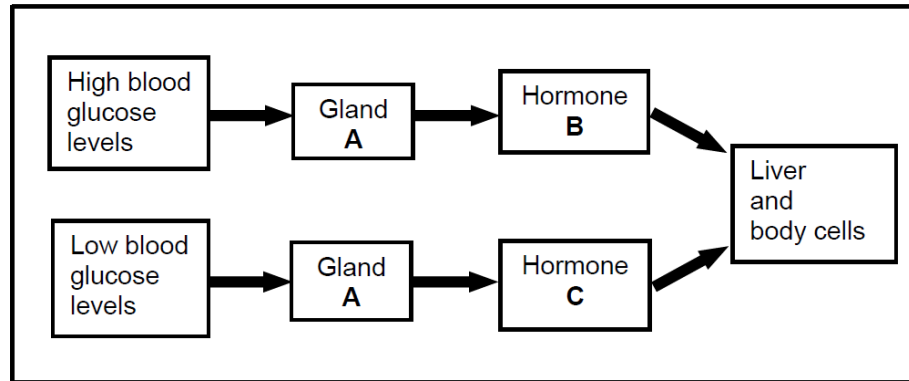 High blood
glucose
levels
Gland
A
Hormone
B
Liver
and
body cells
Low blood
glucose
levels
Gland
A
Hormone
C